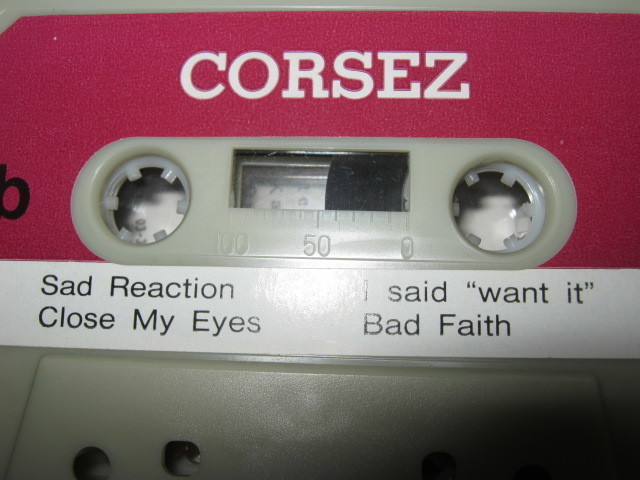 CORSEZ
b
100 50 0
Sad Reaction I said “want it”
Close My Eyes Bad Faith